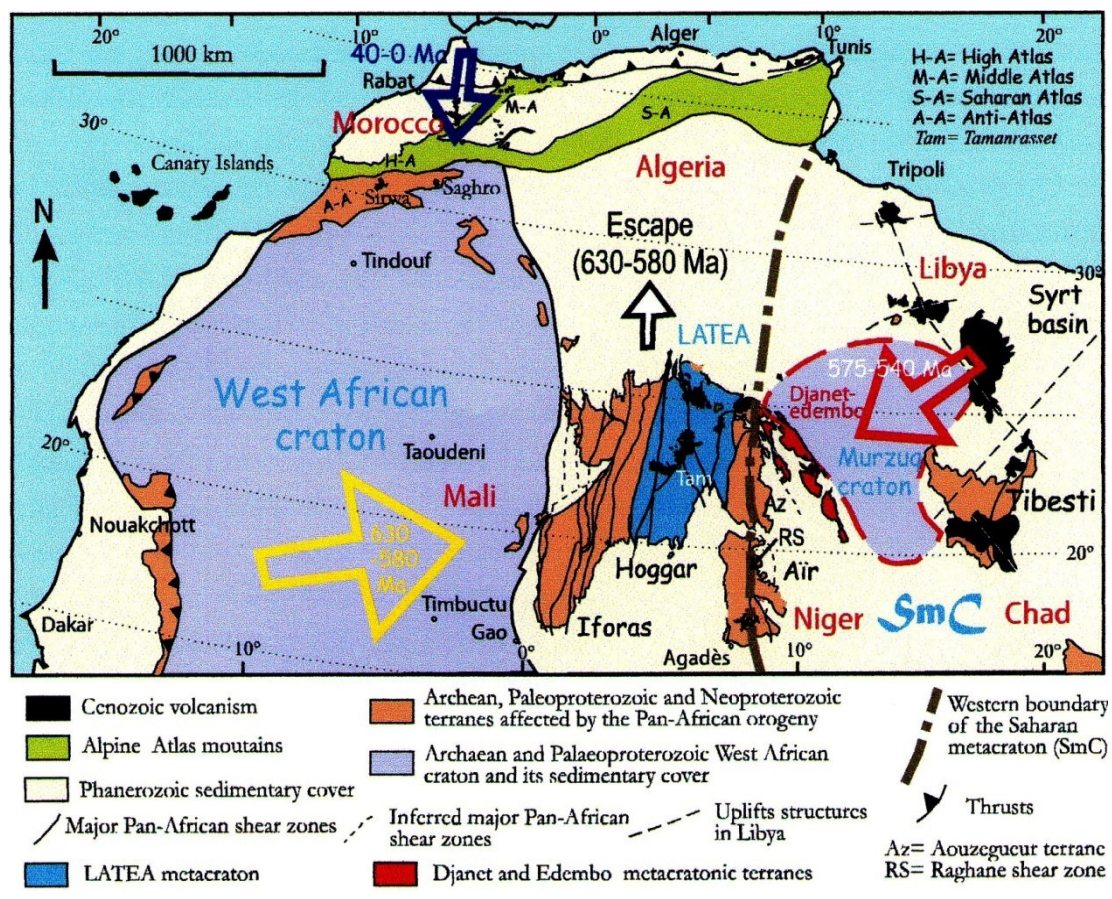 20°
10°
0°
Alger
10°
Tunis
20°
1000 km
40-0 Ma
Rabat
M-A
Morocco
S-A
H-A
H-A= High Atlas
M-A= Middle Atlas
S-A= Saharan Atlas
A-A= Anti-Atlas
Tam= Tamanrasset
30°
Canary Islands
Algeria
Tripoli
A-A
Sirwa
Saghro
N
Tindouf
Escape
(630-580 Ma)
Libya
30°
Syrt
basin
LATEA
575-540 Ma
Djanet-
edembo
West African
craton
20°
Taoudeni
Mali
Tam
Murzuq
craton
Tibesti
Nouakchott
630
-580
Ma
Az
RS
20°
Hoggar
Aïr
Timbuctu
Gao
Iforas
Niger
SmC
Chad
Dakar
10°
0°
Agadès
10°
20°
Cenozoic volcanism
Alpine Atlas moutains
Phanerozoic sedimentary cover
Major Pan-African shear zones
LATEA metacraton
Archean, Paleoproterozoic and Neoproterozoic
terranes affected by the Pan-African orogeny
Archaean and Palaeoproterozoic West African
craton and its sedimentary cover
Inferred major Pan-African
shear zones
Uplifts structures
in Libya
Djanet and Edembo metacratonic terranes
Western boundary
of the Saharan
metacraton (SmC)
Thrusts
Az= Aouzegueur terrane
RS= Raghane shear zone